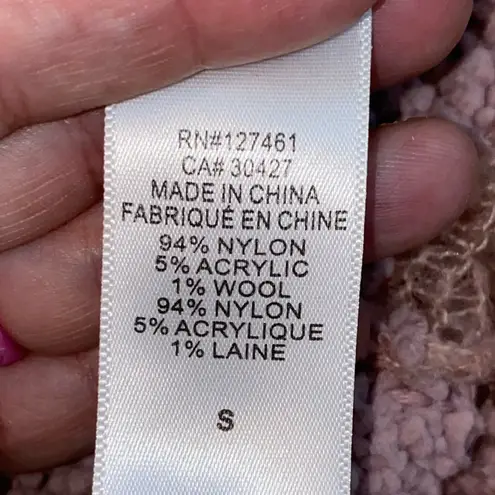 RN#127461
CA# 30427
MADE IN CHINA
FABRIQUÉ EN CHINE
94% NYLON
5% ACRYLIC
1% WOOL
94% NYLON
5% ACRYLIQUE
1% LAINE
S